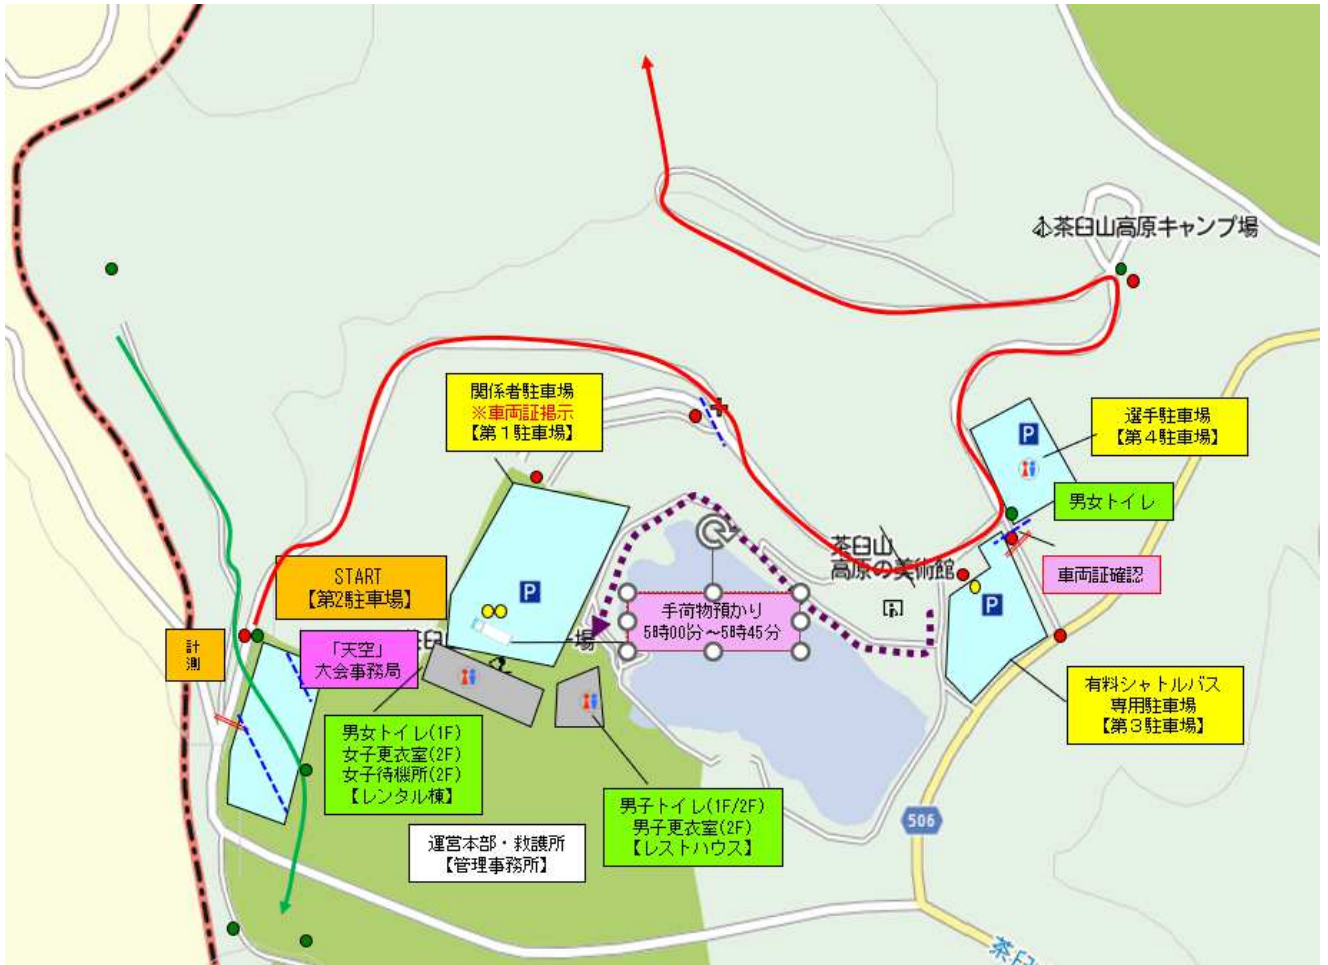 茶臼山高原キャンプ場
関係者駐車場
※車両証掲示
【第1駐車場】
選手駐車場
【第4駐車場】
P
男女トイレ
茶臼山
高原の美術館
車両証確認
START
【第2駐車場】
P
P
手荷物預かり
5時00分～5時45分
計
測
「天空」
大会事務局
茶臼
場
有料シャトルバス
専用駐車場
【第3駐車場】
男女トイレ(1F)
女子更衣室(2F)
女子待機所(2F)
【レンタル棟】
男子トイレ(1F/2F)
男子更衣室(2F)
【レストハウス】
506
運営本部・救護所
【管理事務所】
茶臼